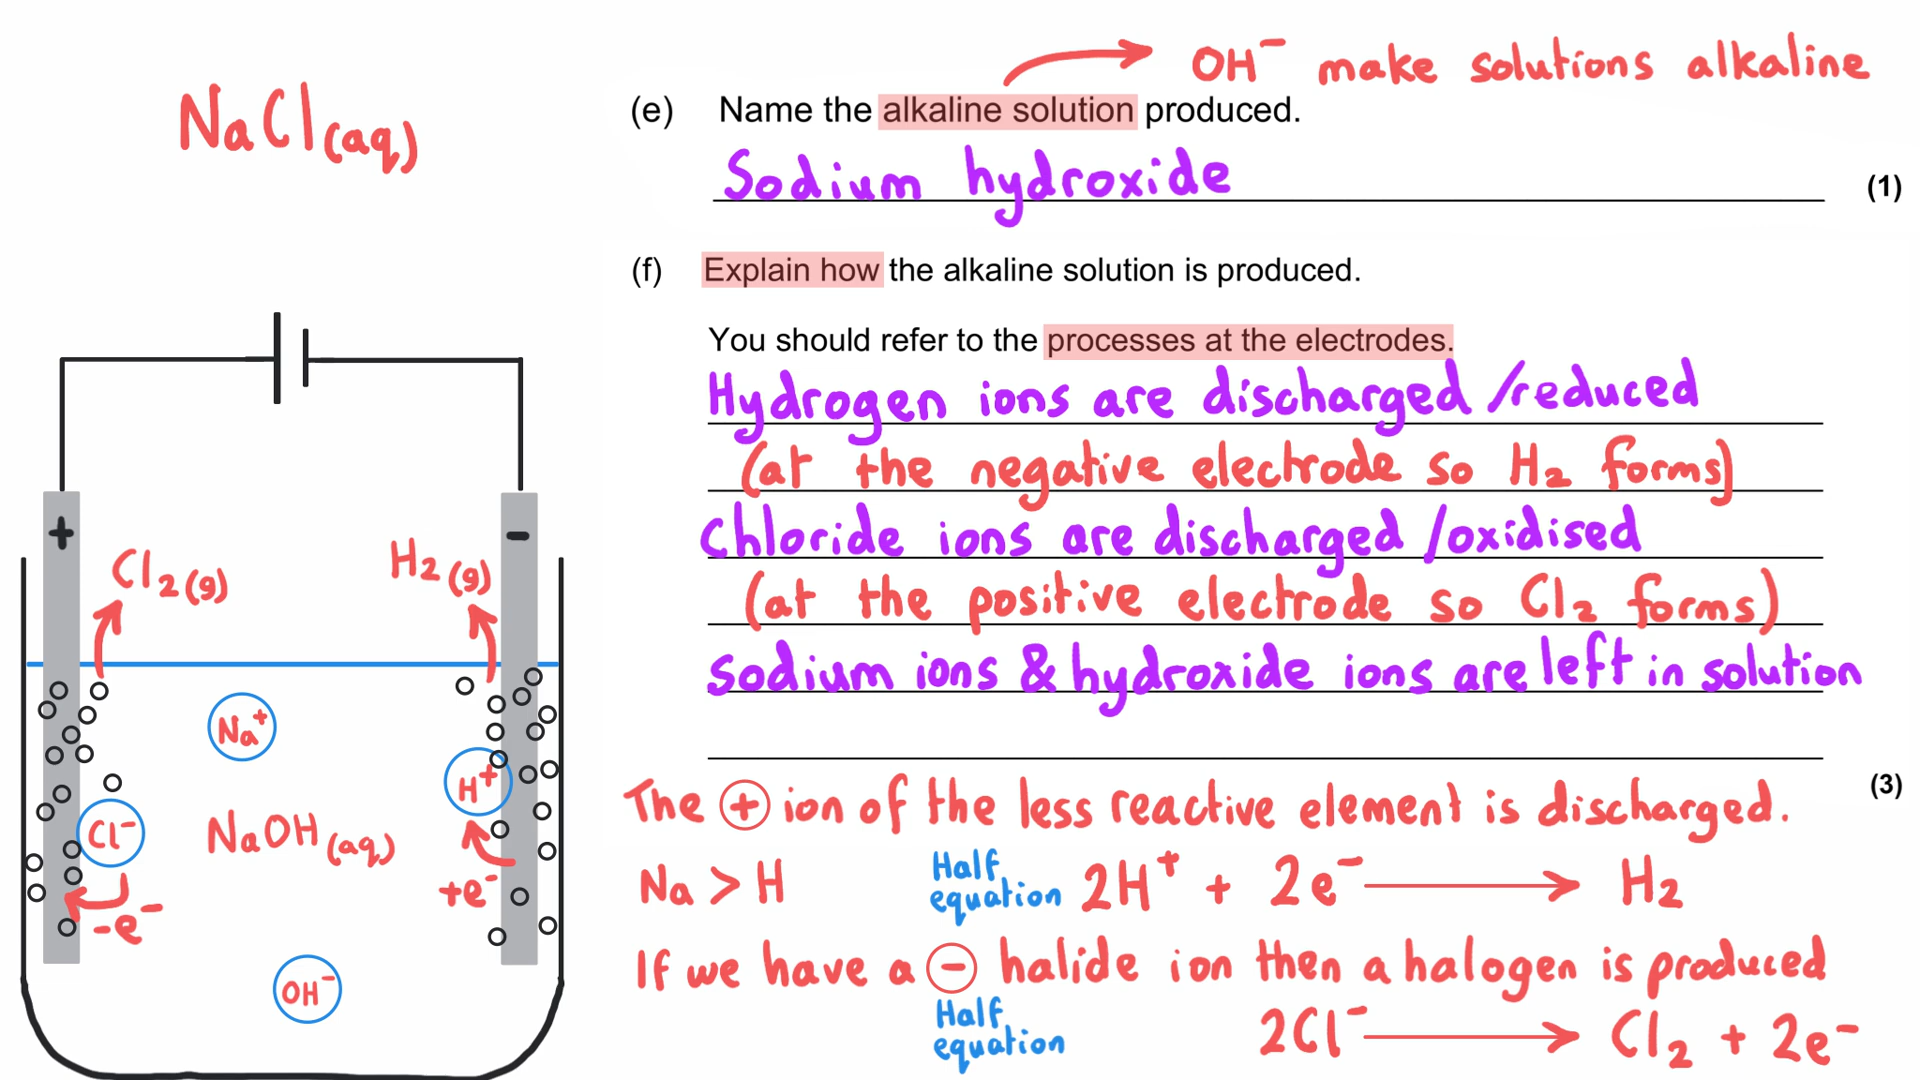 NaCl(aq)
OH⁻ make solutions alkaline
(e) Name the alkaline solution produced.
Sodium hydroxide
(1)
(f) Explain how the alkaline solution is produced.
You should refer to the processes at the electrodes.
Hydrogen ions are discharged/reduced
(at the negative electrode so H₂ forms)
Chloride ions are discharged/oxidised
(at the positive electrode so Cl₂ forms)
sodium ions & hydroxide ions are left in solution
(3)
The + ion of the less reactive element is discharged.
Na > H
Half equation 2H⁺ + 2e⁻ → H₂
If we have a − halide ion then a halogen is produced
Half equation 2Cl⁻ → Cl₂ + 2e⁻
+
−
Cl₂(g)
H₂(g)
Na⁺
H⁺
Cl⁻
NaOH(aq)
+e⁻
−e⁻
OH⁻